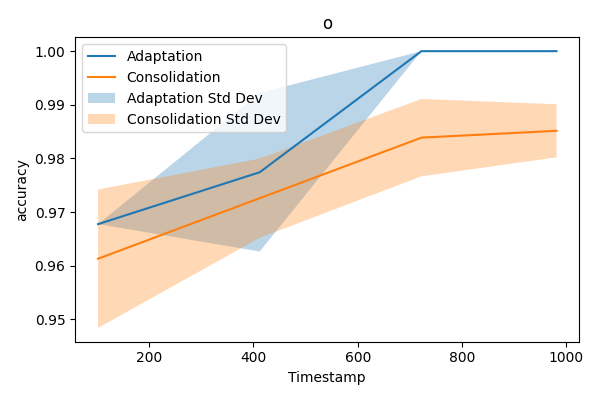 o
1.00
0.99
0.98
0.97
0.96
0.95
accuracy
Adaptation
Consolidation
Adaptation Std Dev
Consolidation Std Dev
200
400
600
800
1000
Timestamp